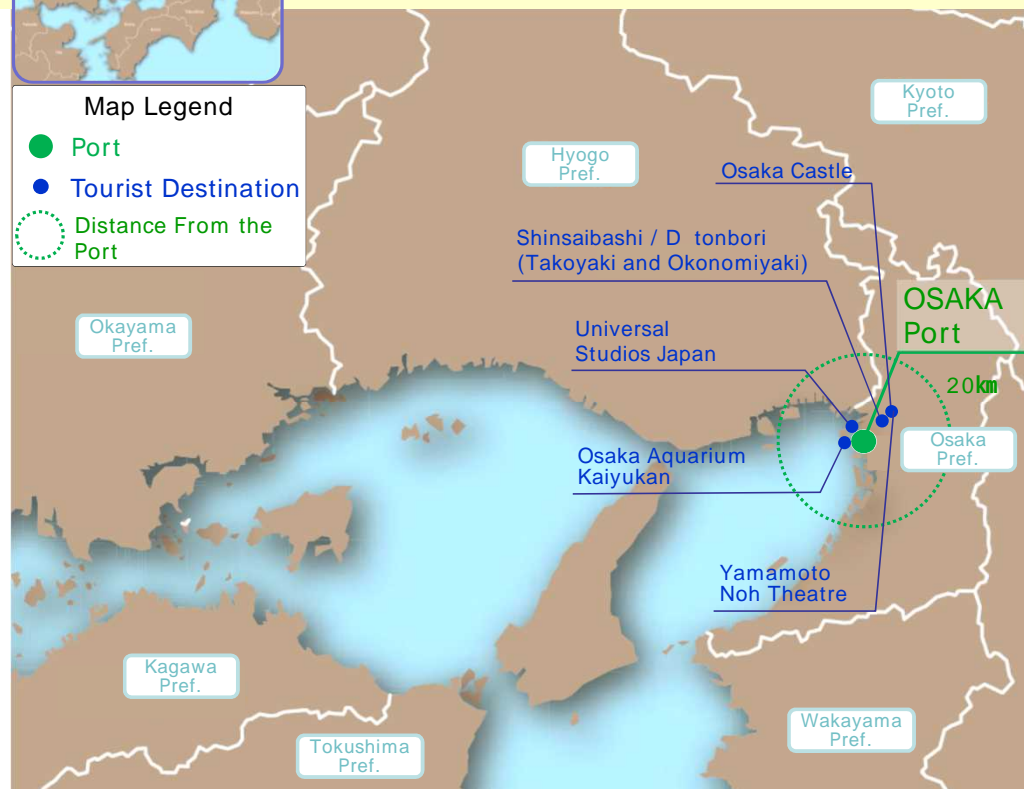 Map Legend
Port
Tourist Destination
Distance From the
Port
Kyoto
Pref.
Hyogo
Pref.
Osaka Castle
Shinsaibashi / D tonbori
(Takoyaki and Okonomiyaki)
OSAKA
Port
Okayama
Pref.
Universal
Studios Japan
20km
Osaka
Pref.
Osaka Aquarium
Kaiyukan
Yamamoto
Noh Theatre
Kagawa
Pref.
Wakayama
Pref.
Tokushima
Pref.